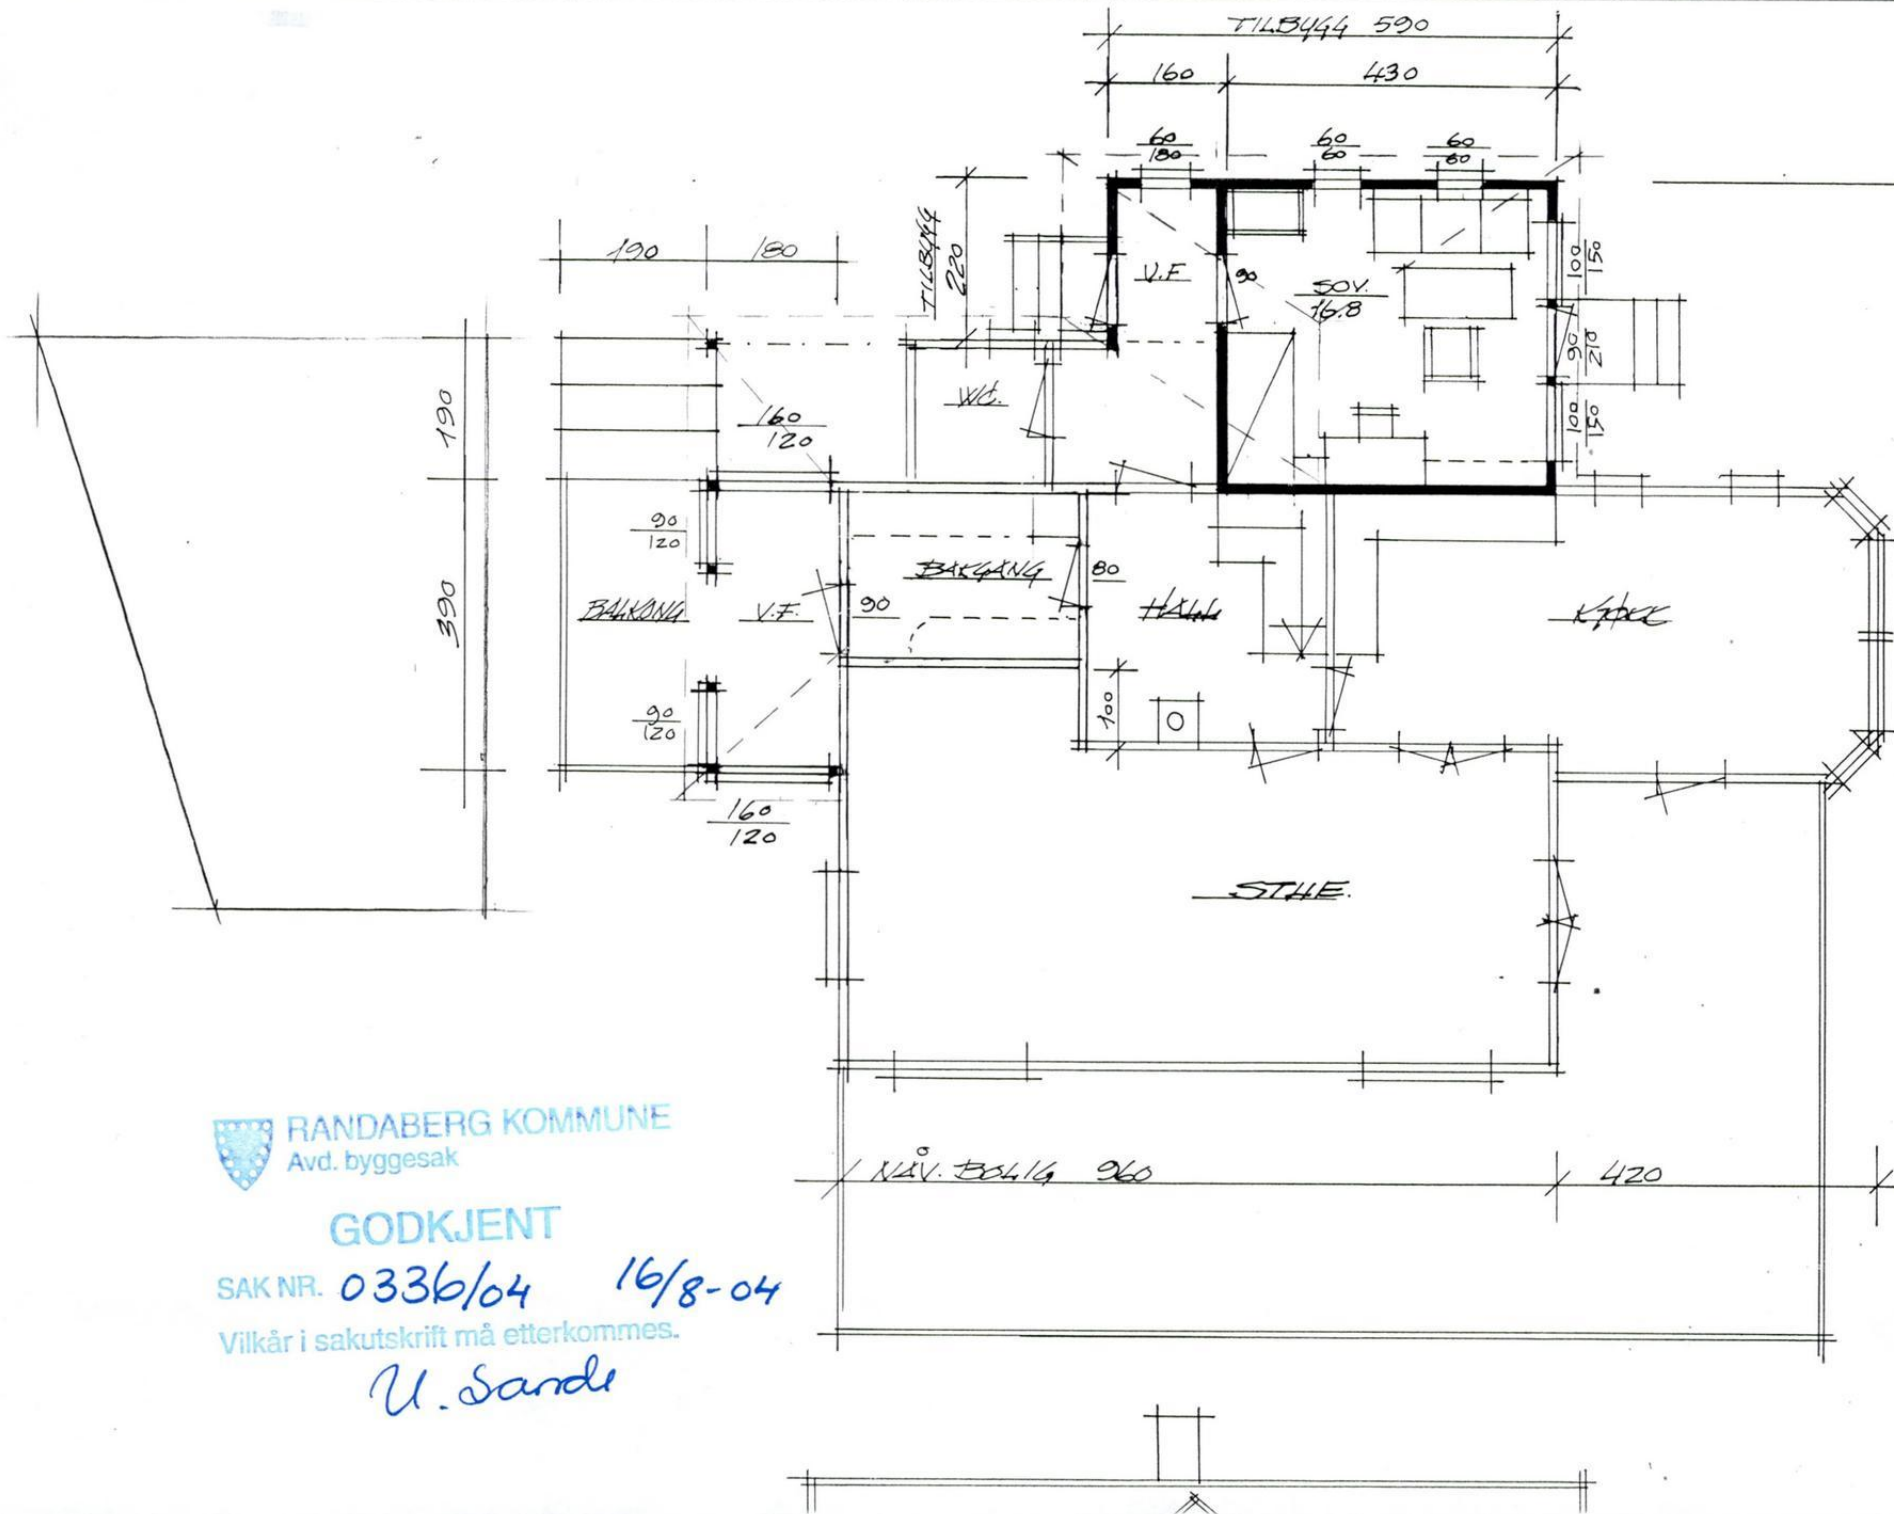 TILBYGG 590
160
430
60
180
60
60
60
60
190
180
TILBYGG
220
V.F
90
SOV.
16.8
100
150
90
210
100
150
190
160
120
WC.
90
120
BALKONG
V.F.
90
BAKGANG
80
HALL
KJØKK
390
100
90
120
160
120
STUE.
RANDABERG KOMMUNE
Avd. byggesak
NÅV. BOLIG 960
420
GODKJENT
SAK NR. 0336/04 16/8-04
Vilkår i sakutskrift må etterkommes.
U. Sande